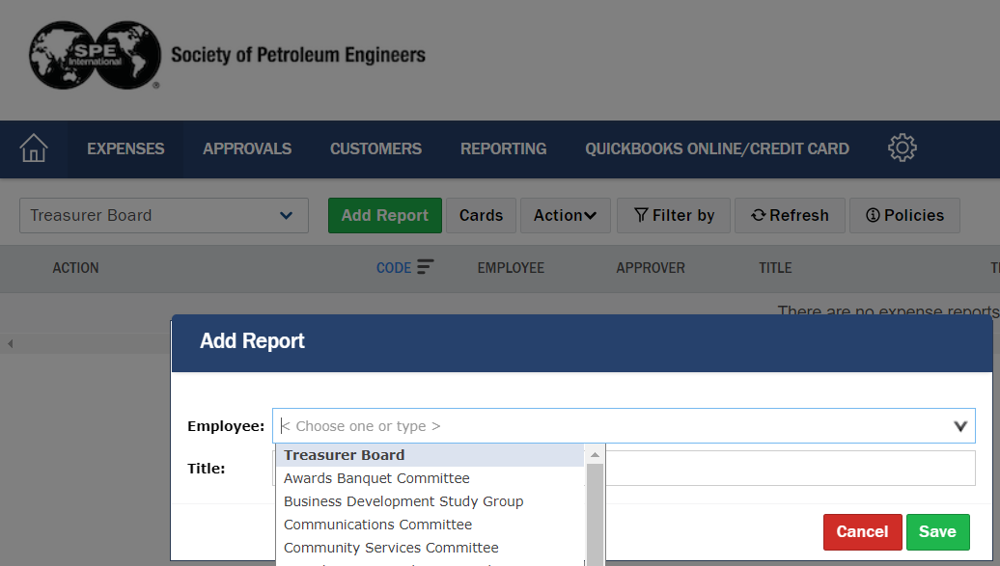 SPE
International
®
Society of Petroleum Engineers
EXPENSES APPROVALS CUSTOMERS REPORTING QUICKBOOKS ONLINE/CREDIT CARD
Treasurer Board Add Report Cards Action Filter by Refresh Policies
ACTION CODE EMPLOYEE APPROVER TITLE
There are no expense reports
Add Report
Employee: < Choose one or type >
Treasurer Board
Title:
Awards Banquet Committee
Business Development Study Group
Communications Committee
Cancel Save
Community Services Committee